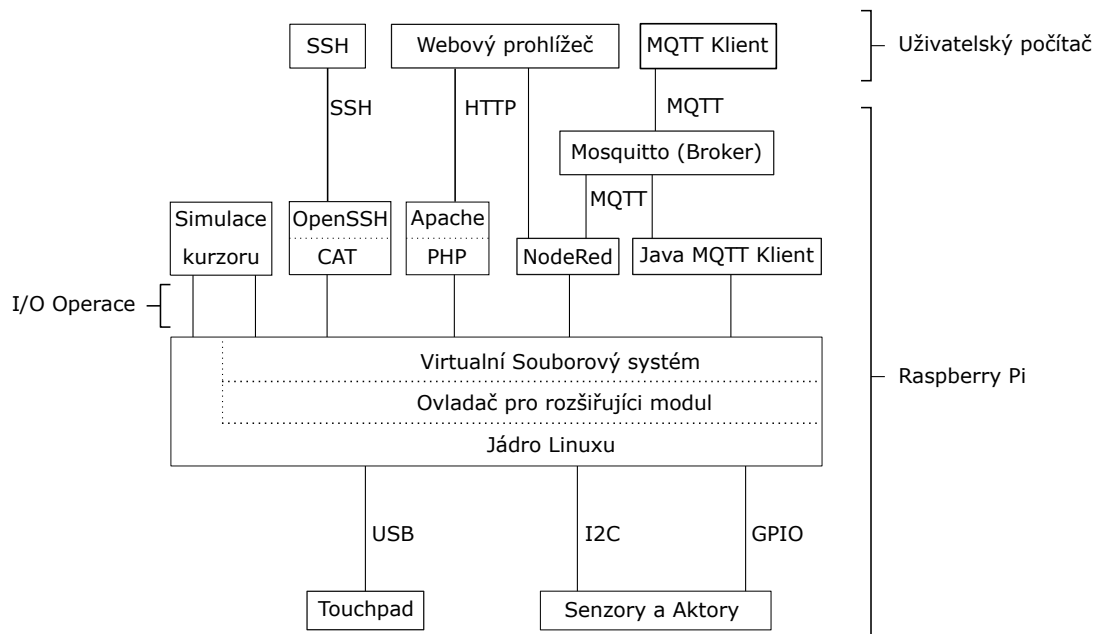 SSH
Webový prohlížeč
MQTT Klient
Uživatelský počítač
SSH
HTTP
MQTT
Mosquitto (Broker)
MQTT
Simulace
kurzoru
OpenSSH
CAT
Apache
PHP
NodeRed
Java MQTT Klient
I/O Operace
Virtualní Souborový systém
Ovladač pro rozšiřujíci modul
Jádro Linuxu
Raspberry Pi
USB
I2C
GPIO
Touchpad
Senzory a Aktory